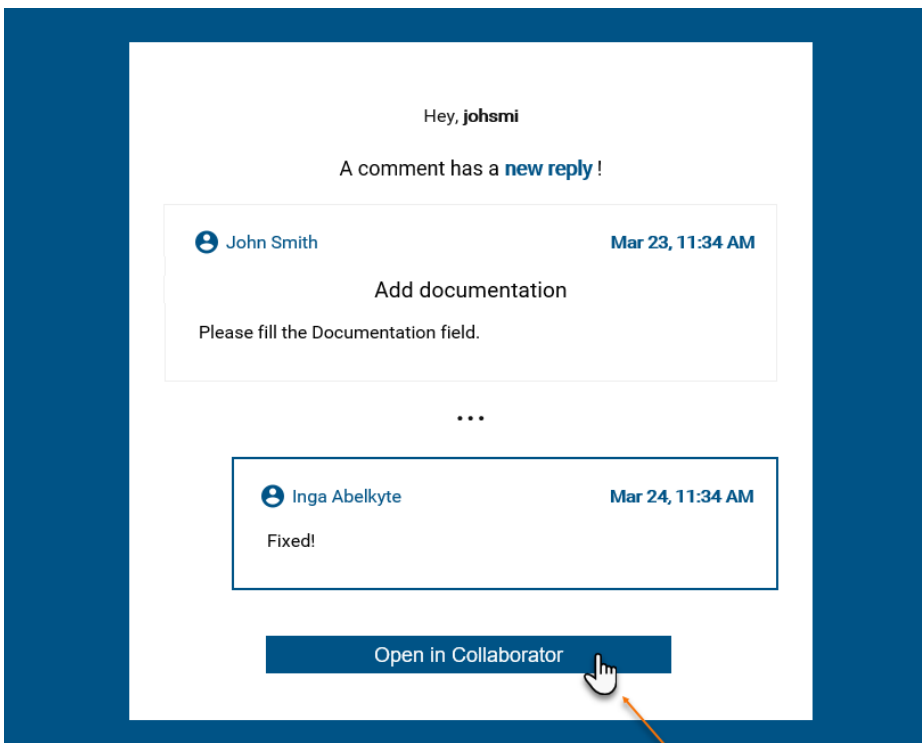 Hey, johsmi
A comment has a new reply !
John Smith
Mar 23, 11:34 AM
Add documentation
Please fill the Documentation field.
...
Inga Abelkyte
Mar 24, 11:34 AM
Fixed!
Open in Collaborator